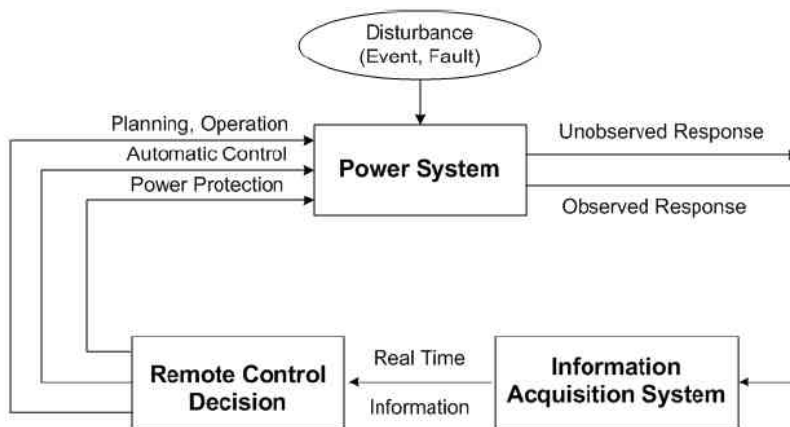 Disturbance
(Event, Fault)
Planning, Operation
Automatic Control
Power Protection
Power System
Unobserved Response
Observed Response
Remote Control
Decision
Real Time
Information
Information
Acquisition System